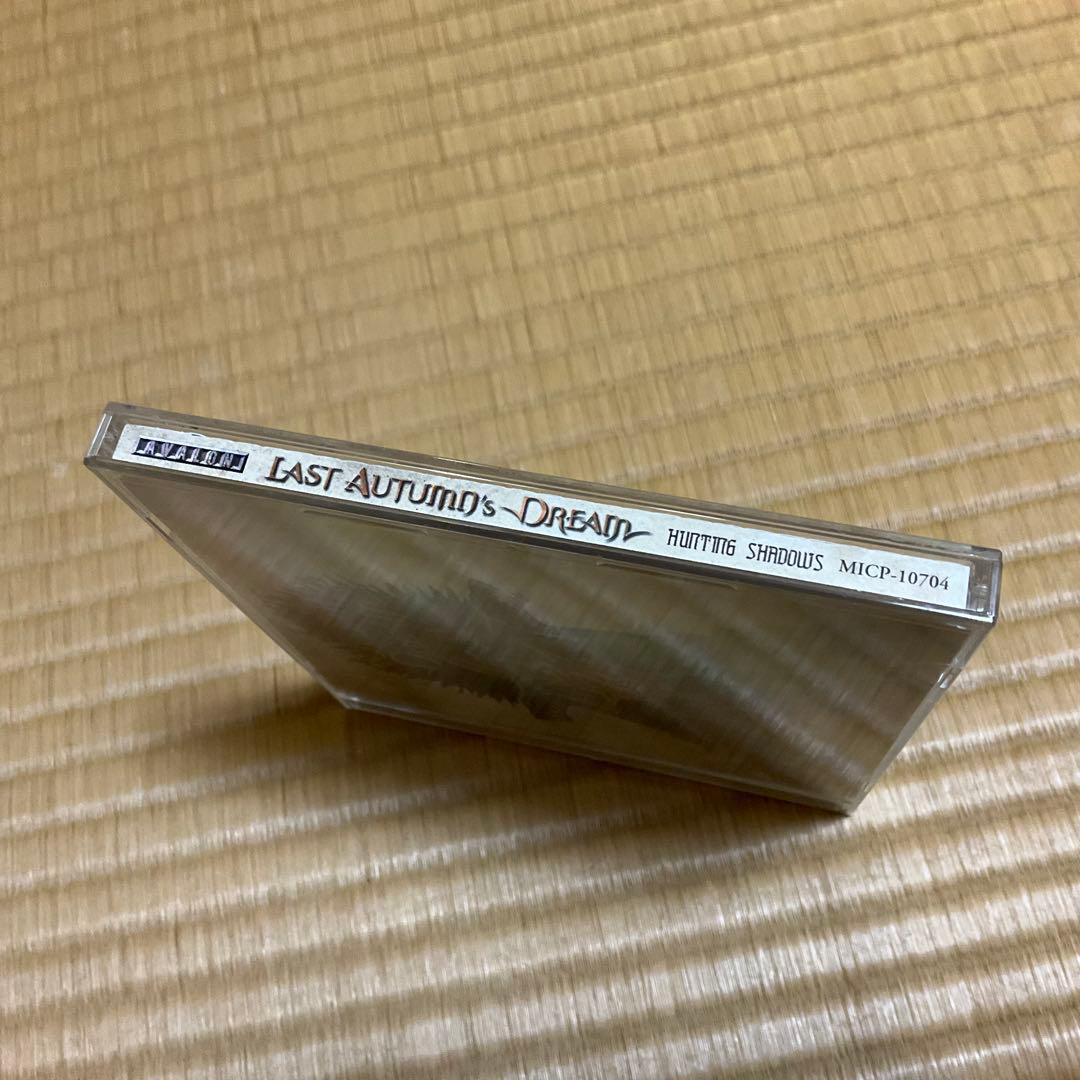 AVALON LAST AUTUMN's DREAM HUNTING SHADOWS MICP-10704